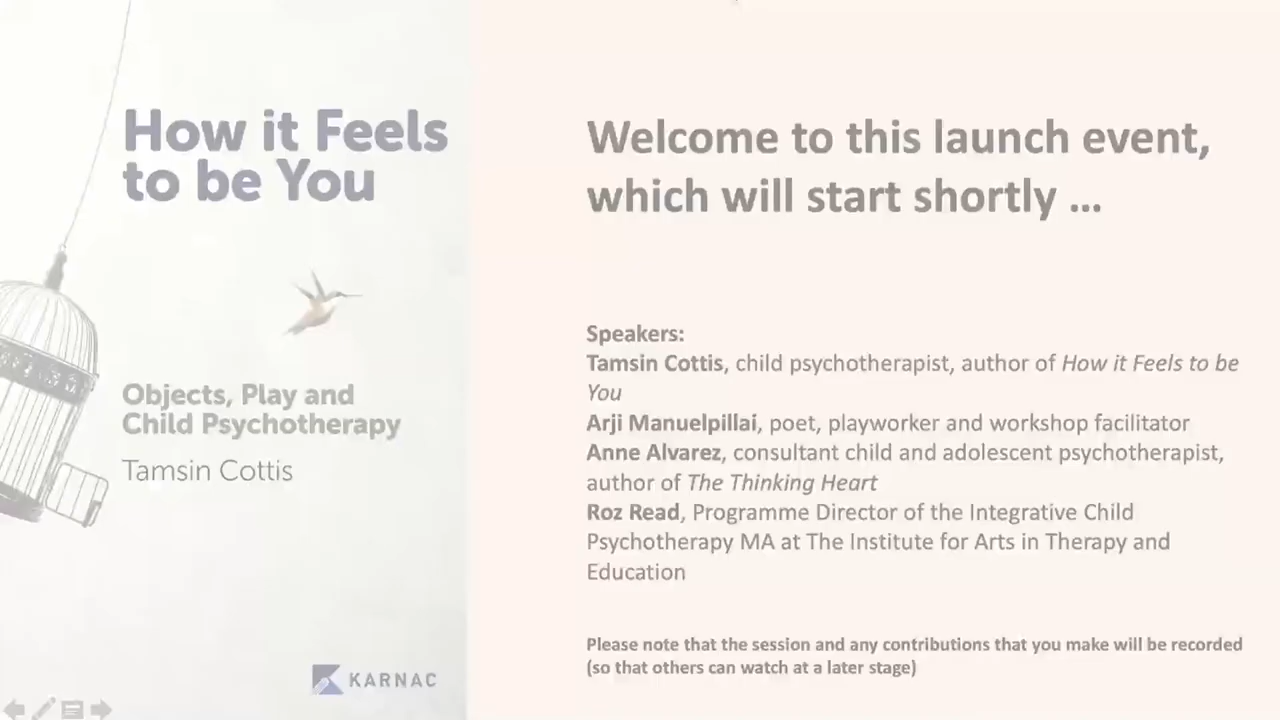 How it Feels
to be You
Objects, Play and
Child Psychotherapy
Tamsin Cottis
KARNAC
Welcome to this launch event,
which will start shortly ...
Speakers:
Tamsin Cottis, child psychotherapist, author of How it Feels to be
You
Arji Manuelpillai, poet, playworker and workshop facilitator
Anne Alvarez, consultant child and adolescent psychotherapist,
author of The Thinking Heart
Roz Read, Programme Director of the Integrative Child
Psychotherapy MA at The Institute for Arts in Therapy and
Education
Please note that the session and any contributions that you make will be recorded
(so that others can watch at a later stage)